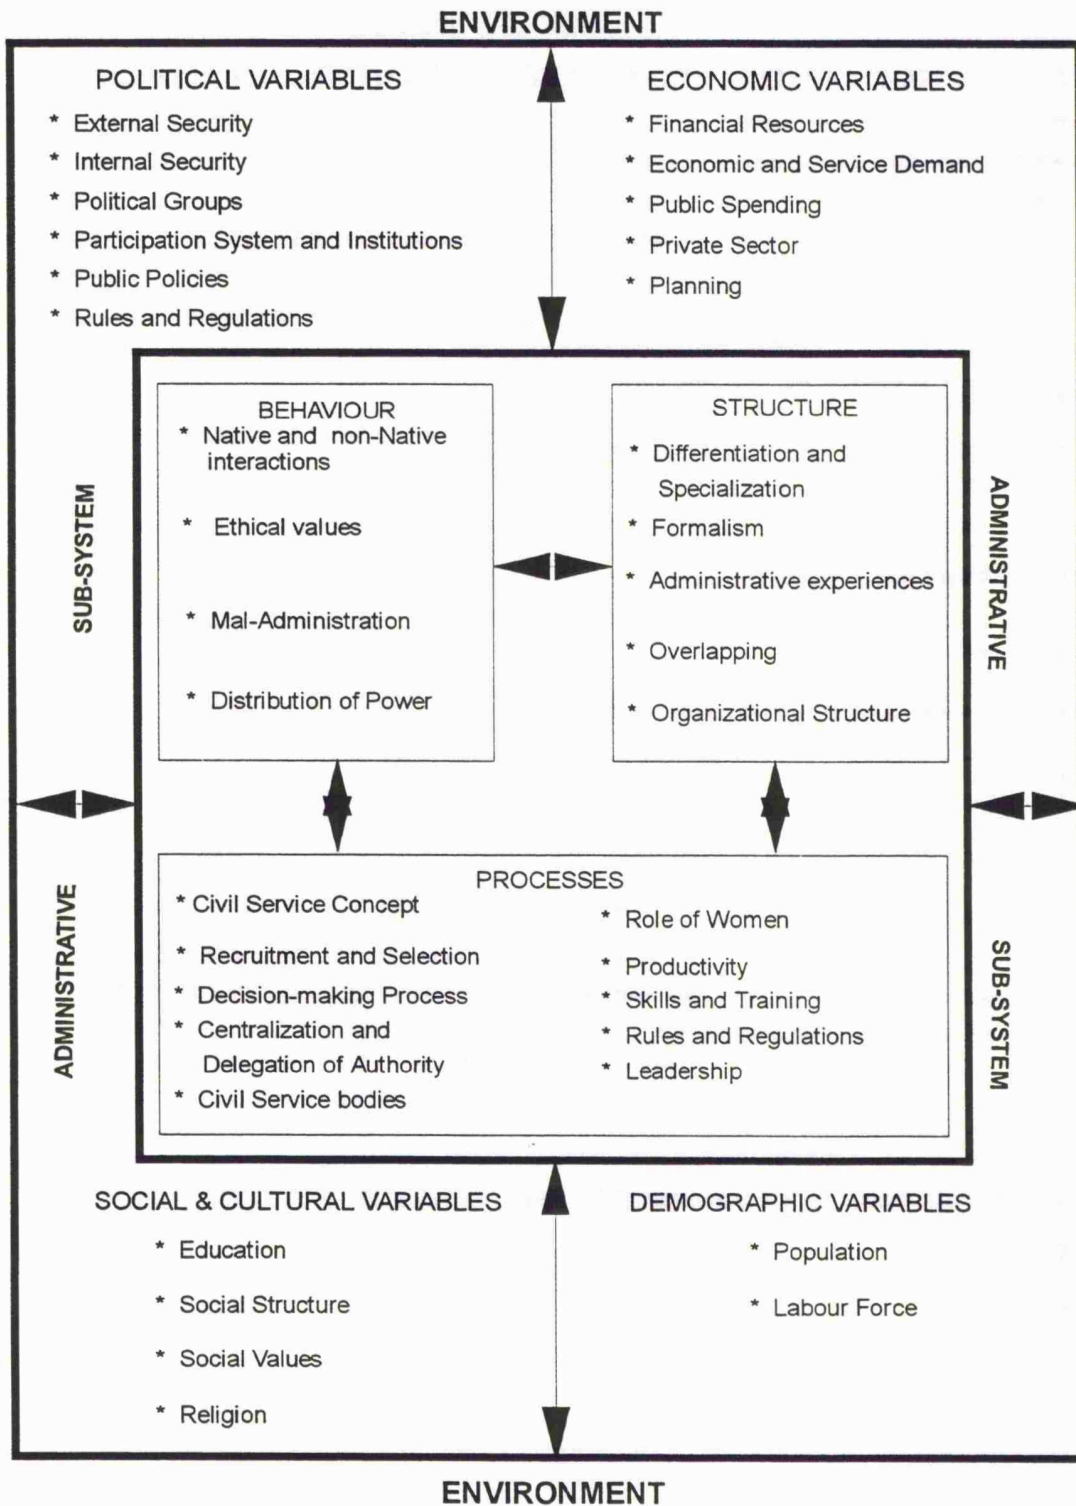 ENVIRONMENT
POLITICAL VARIABLES
* External Security
* Internal Security
* Political Groups
* Participation System and Institutions
* Public Policies
* Rules and Regulations
ECONOMIC VARIABLES
* Financial Resources
* Economic and Service Demand
* Public Spending
* Private Sector
* Planning
SUB-SYSTEM
ADMINISTRATIVE
BEHAVIOUR
* Native and non-Native
interactions
* Ethical values
* Mal-Administration
* Distribution of Power
STRUCTURE
* Differentiation and
Specialization
* Formalism
* Administrative experiences
* Overlapping
* Organizational Structure
ADMINISTRATIVE
SUB-SYSTEM
PROCESSES
* Civil Service Concept
* Recruitment and Selection
* Decision-making Process
* Centralization and
Delegation of Authority
* Civil Service bodies
* Role of Women
* Productivity
* Skills and Training
* Rules and Regulations
* Leadership
SOCIAL & CULTURAL VARIABLES
* Education
* Social Structure
* Social Values
* Religion
DEMOGRAPHIC VARIABLES
* Population
* Labour Force
ENVIRONMENT